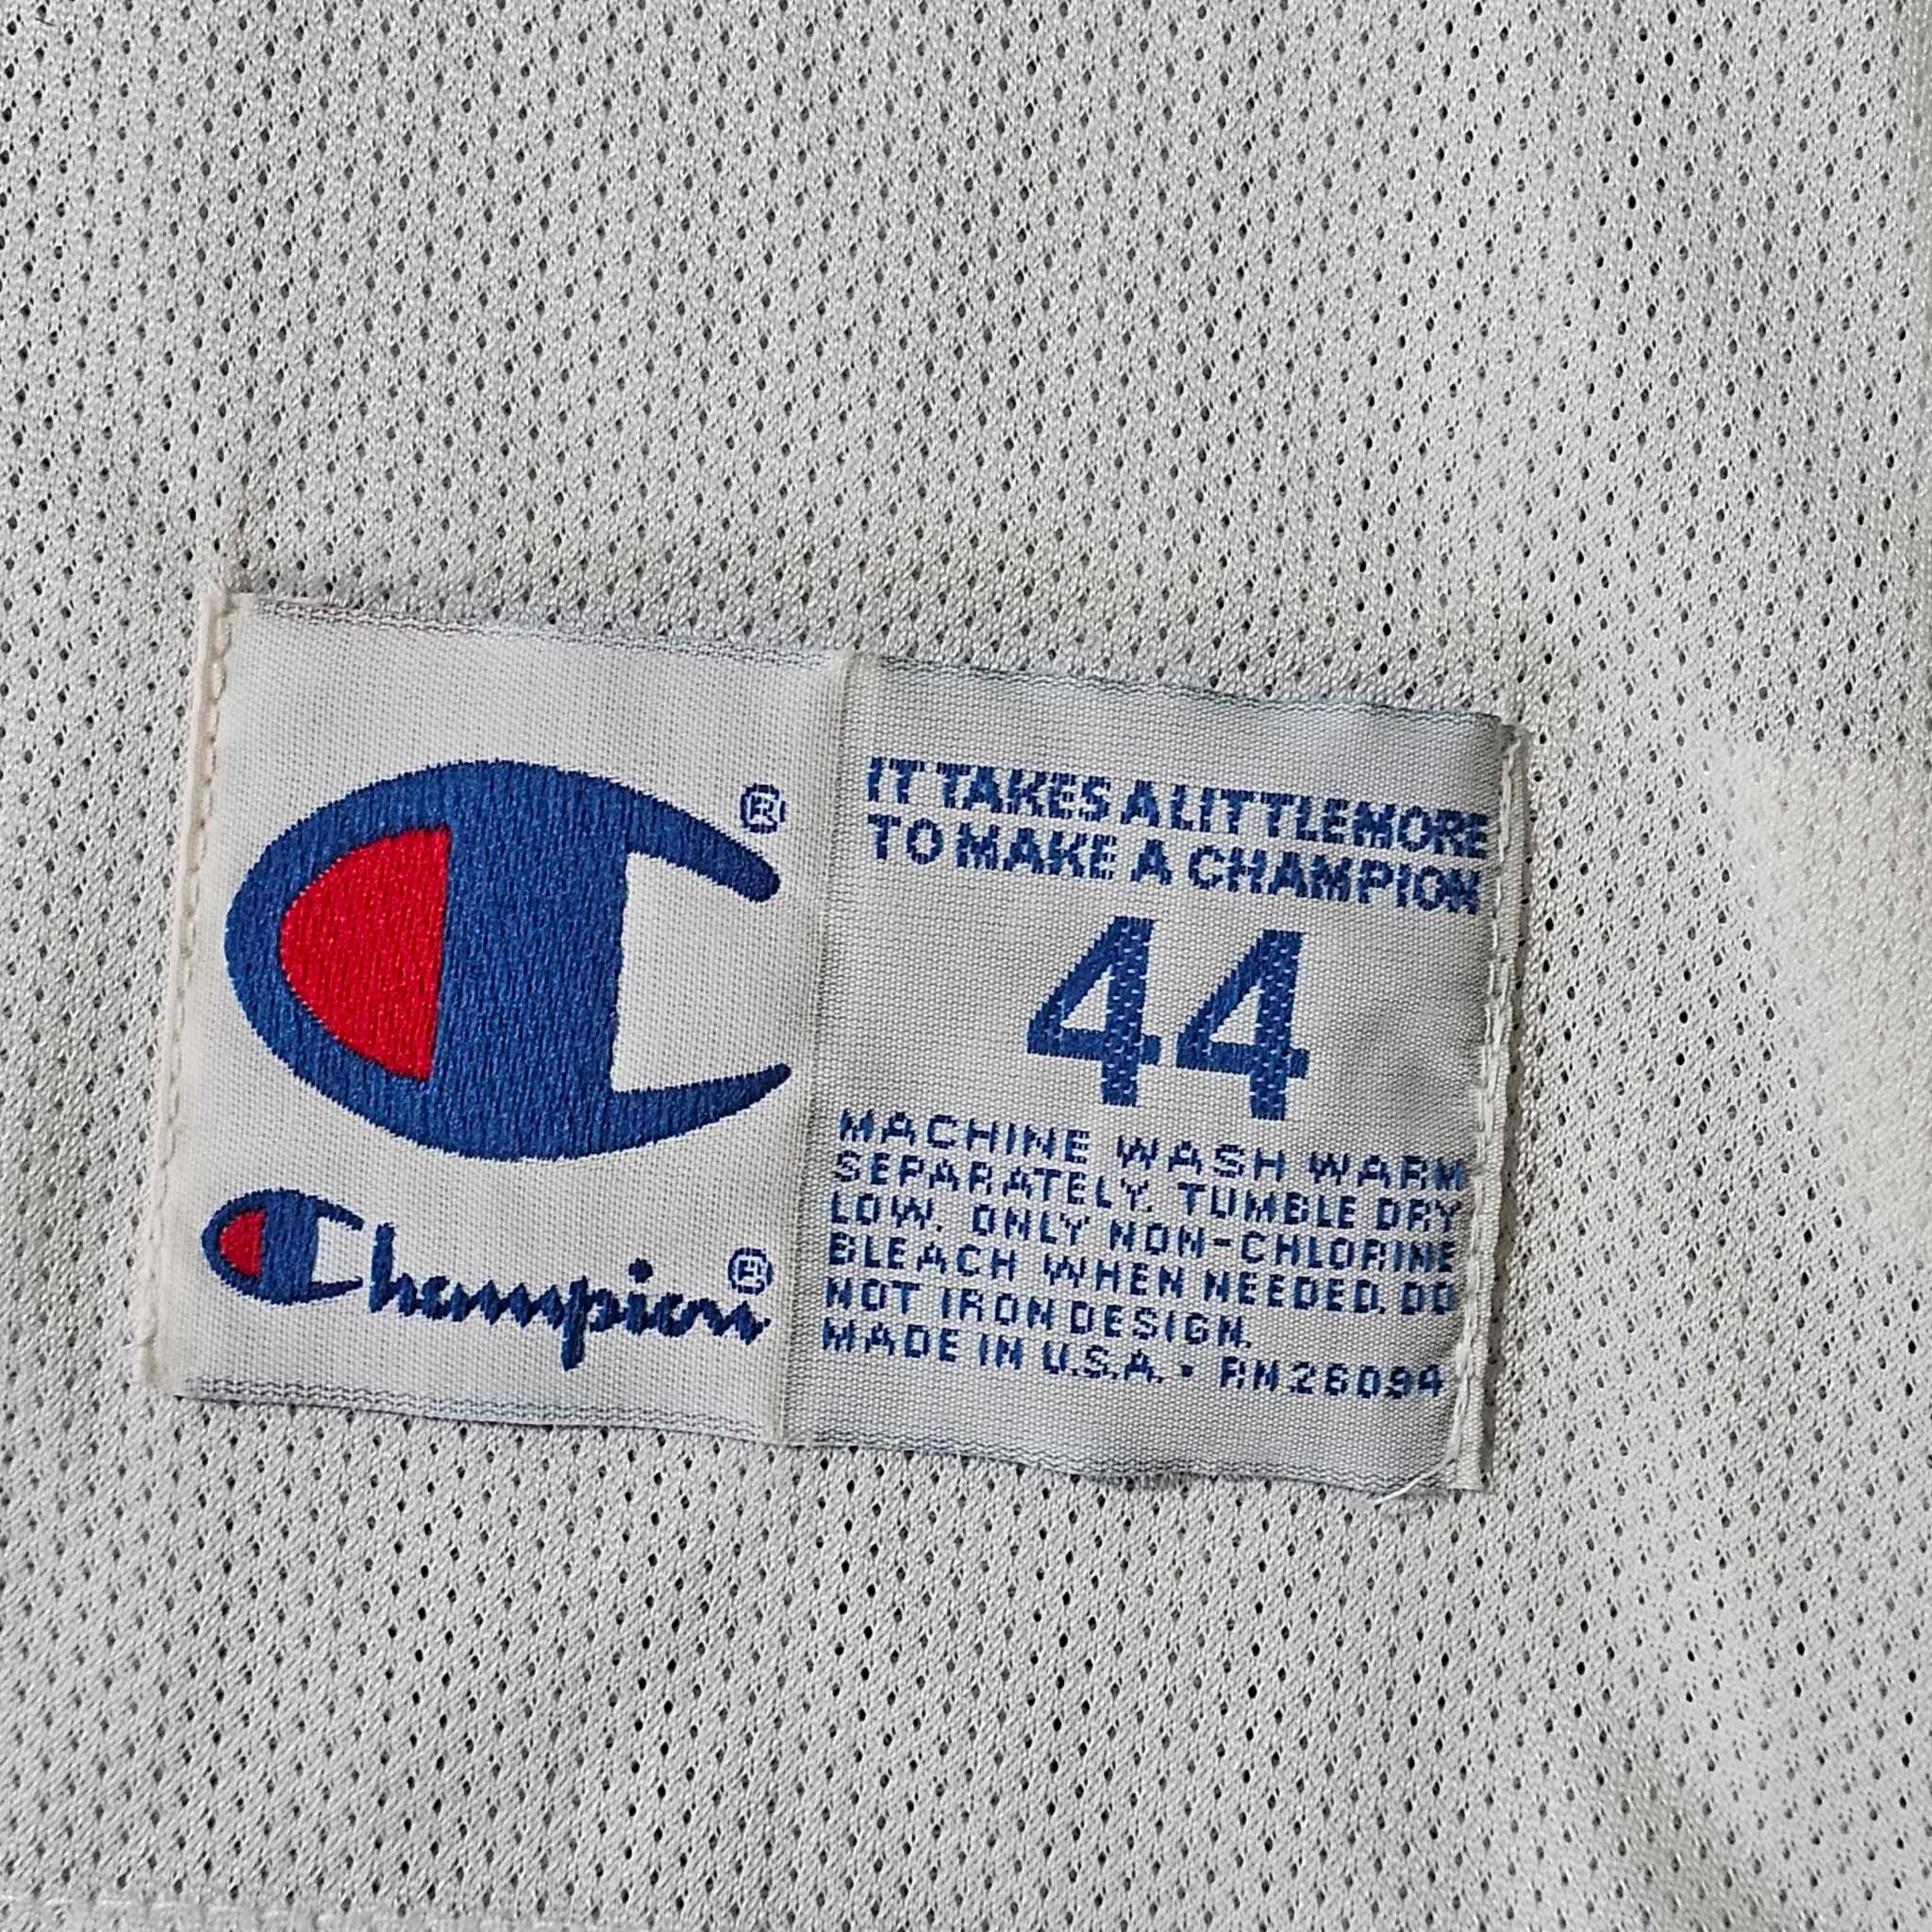 Champion
IT TAKES A LITTLE MORE
TO MAKE A CHAMPION
44
MACHINE WASH WARM
SEPARATELY. TUMBLE DRY
LOW. ONLY NON-CHLORINE
BLEACH WHEN NEEDED. DO
NOT IRON DESIGN.
MADE IN U.S.A. • RN 26094